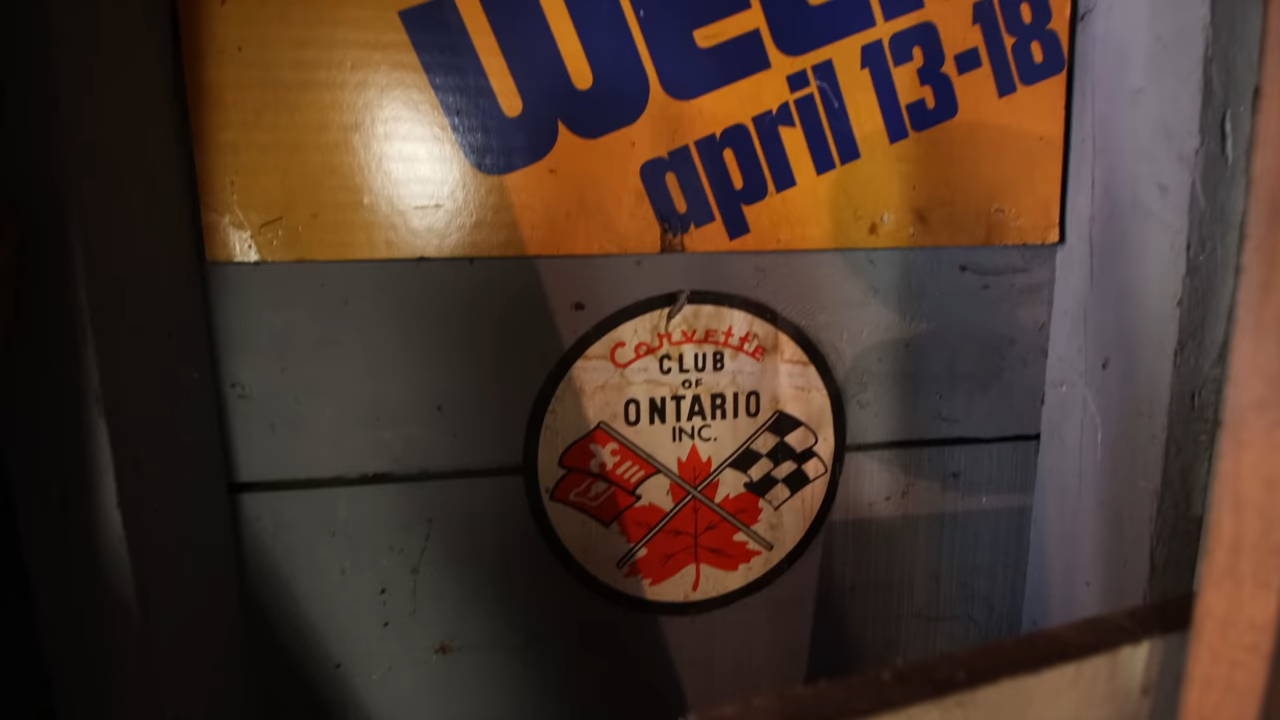 april 13-18
Corvette
CLUB
OF
ONTARIO
INC.